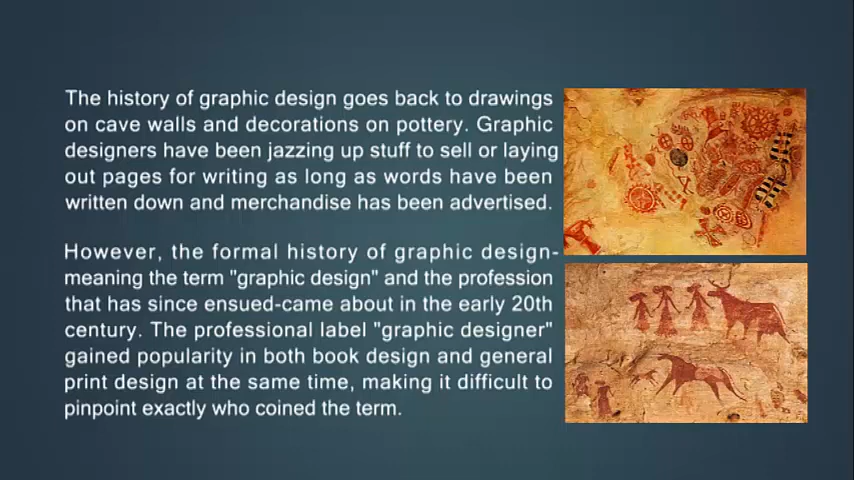 The history of graphic design goes back to drawings
on cave walls and decorations on pottery. Graphic
designers have been jazzing up stuff to sell or laying
out pages for writing as long as words have been
written down and merchandise has been advertised.
However, the formal history of graphic design-
meaning the term "graphic design" and the profession
that has since ensued-came about in the early 20th
century. The professional label "graphic designer"
gained popularity in both book design and general
print design at the same time, making it difficult to
pinpoint exactly who coined the term.